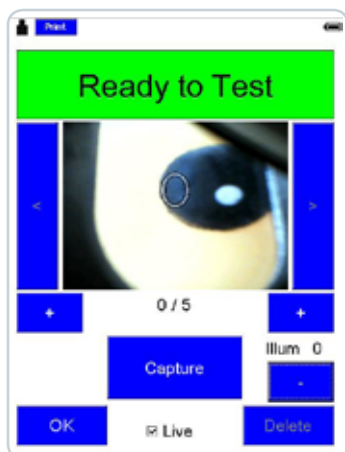 Print
Ready to Test
<
>
+
0 / 5
+
Capture
Illum 0
-
OK
Live
Delete